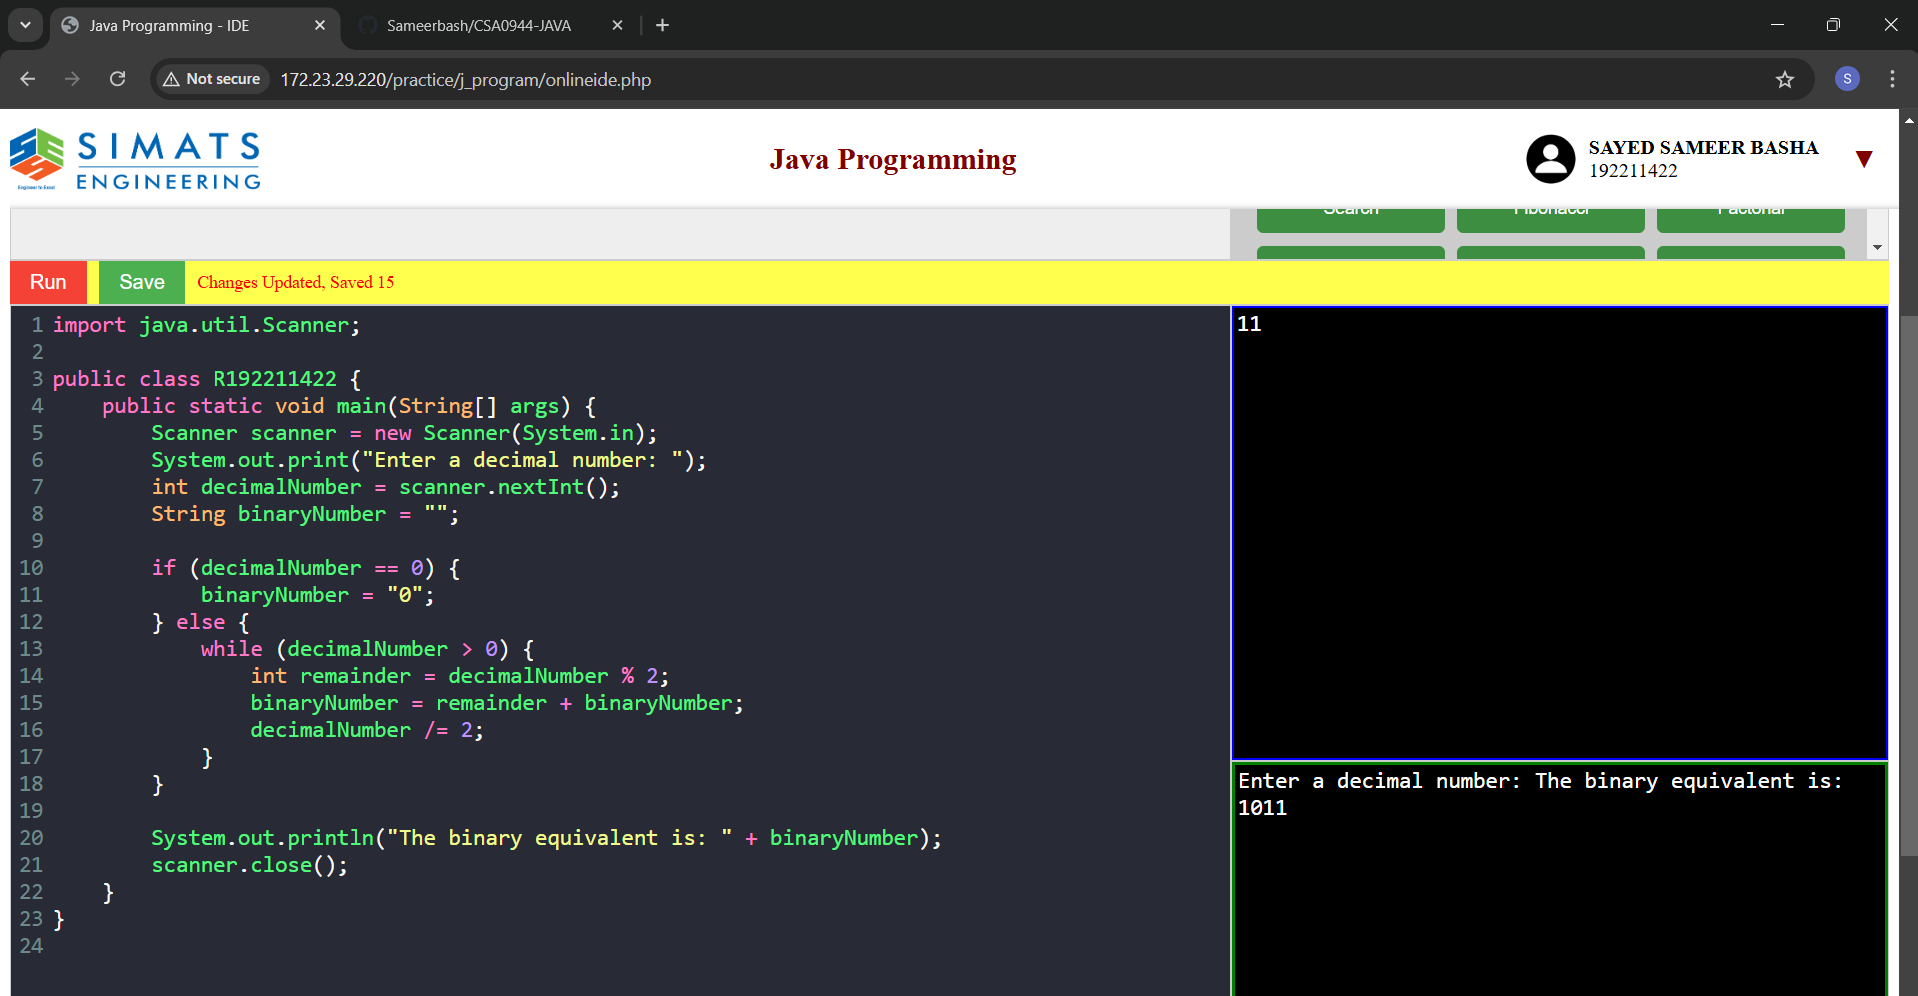 Java Programming - IDE
Sameerbash/CSA0944-JAVA
Not secure
172.23.29.220/practice/j_program/onlineide.php
S
SIMATS
ENGINEERING
Engineer to Excel
Java Programming
SAYED SAMEER BASHA
192211422
Search
Fibonacci
Factorial
Run
Save
Changes Updated, Saved 15
1 import java.util.Scanner;
2
3 public class R192211422 {
4     public static void main(String[] args) {
5         Scanner scanner = new Scanner(System.in);
6         System.out.print("Enter a decimal number: ");
7         int decimalNumber = scanner.nextInt();
8         String binaryNumber = "";
9
10         if (decimalNumber == 0) {
11             binaryNumber = "0";
12         } else {
13             while (decimalNumber > 0) {
14                 int remainder = decimalNumber % 2;
15                 binaryNumber = remainder + binaryNumber;
16                 decimalNumber /= 2;
17             }
18         }
19
20         System.out.println("The binary equivalent is: " + binaryNumber);
21         scanner.close();
22     }
23 }
24
11
Enter a decimal number: The binary equivalent is:
1011